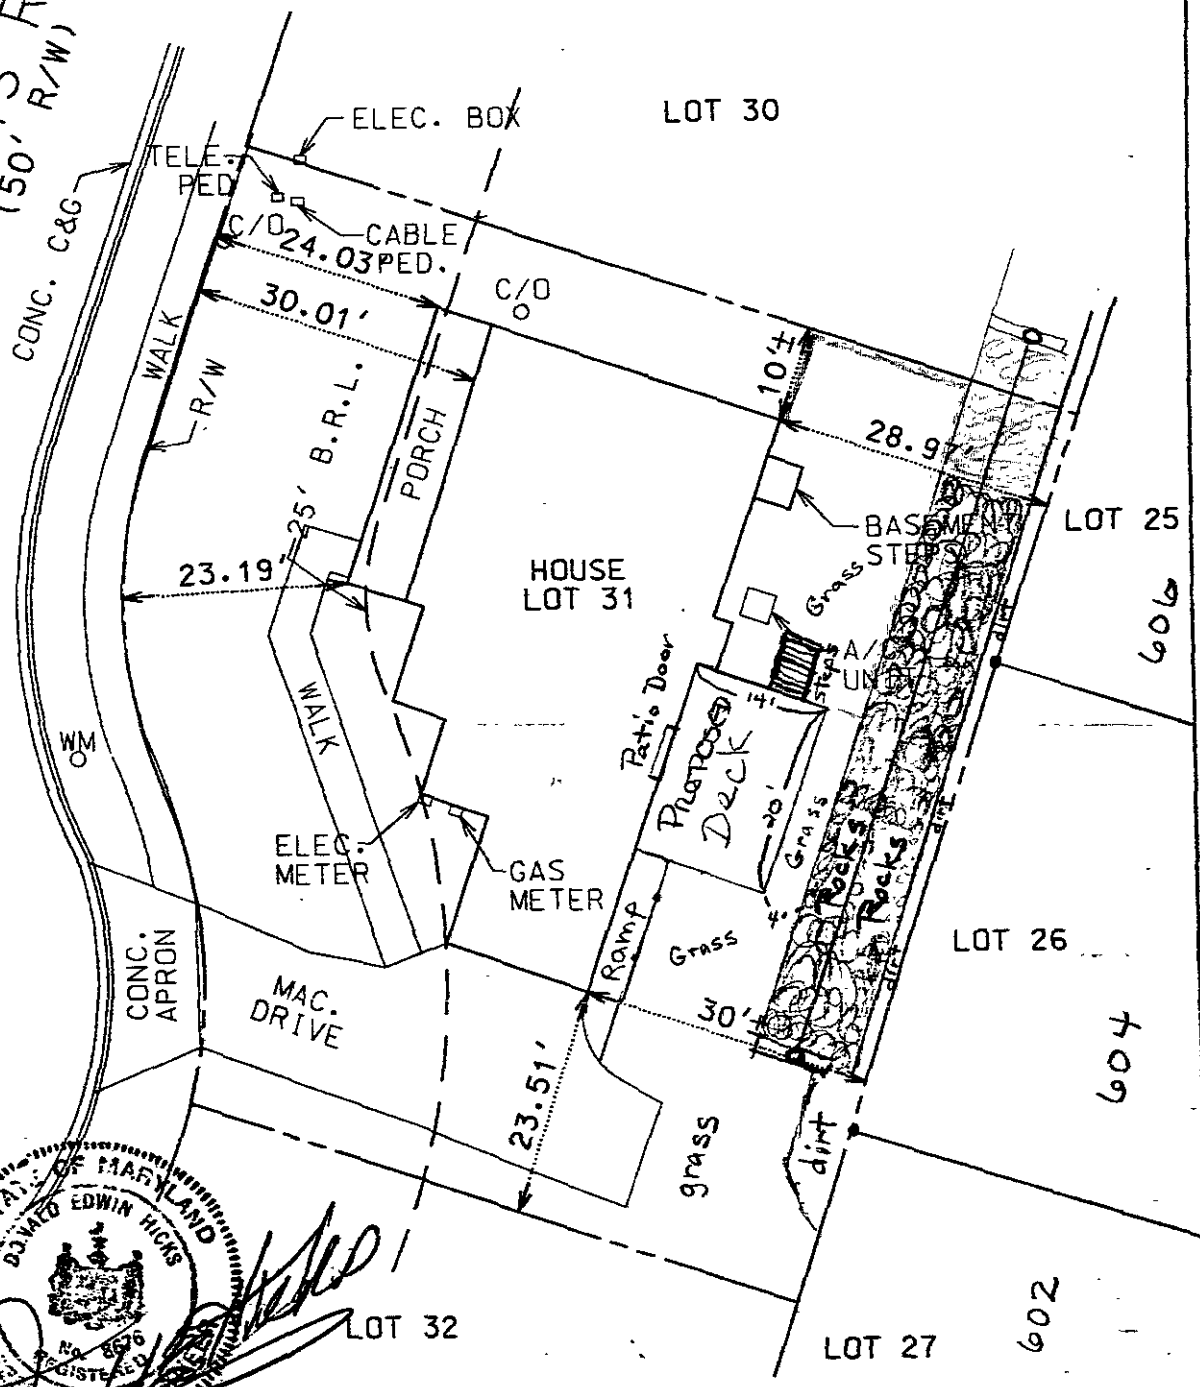 (50' R/W)
LOT 30
ELEC. BOX
TELE.
PED
C/O
CABLE
PED.
24.03
C/O
30.01'
CONC. C&G
WALK
R/W
25' B.R.L.
PORCH
10'±
28.97'
BASEMENT
STEPS
LOT 25
606
HOUSE
LOT 31
23.19'
Grass
dirt
A/C
UNIT
Steps
Patio Door
14'
PROPOSED
DECK
20'
Grass
WALK
WM
ELEC.
METER
GAS
METER
Rocks
Rocks
dirt
4'
Ramp
Grass
dirt
LOT 26
604
CONC.
APRON
MAC.
DRIVE
30'±
23.51'
grass
dirt
STATE OF MARYLAND
DONALD EDWIN HICKS
No. 8676
REGISTERED
LOT 32
LOT 27
602